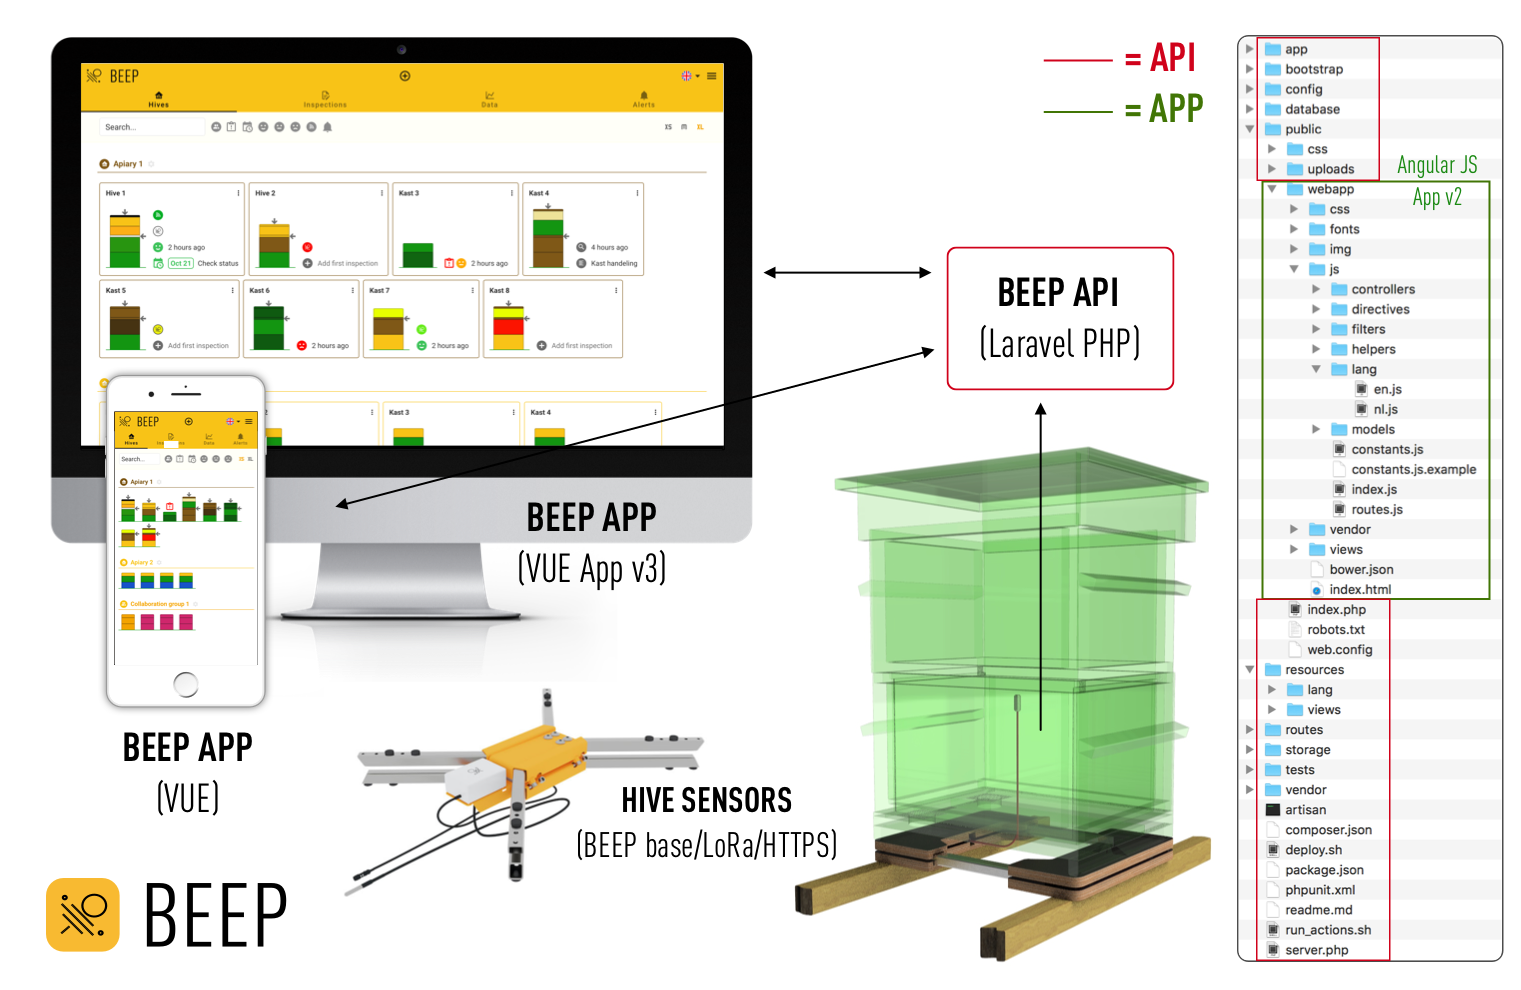 BEEP
Hives
Inspections
Data
Alerts
Search...
XS
m
XL
Apiary 1
Hive 1
2 hours ago
Oct 21
Check status
Hive 2
Add first inspection
Kast 3
2 hours ago
Kast 4
4 hours ago
Kast handeling
Kast 5
Add first inspection
Kast 6
2 hours ago
Kast 7
2 hours ago
Kast 8
Add first inspection
2
Kast 3
Kast 4
BEEP
Hives
Data
Alerts
Search...
XS
XL
Apiary 1
Apiary 2
Collaboration group 1
BEEP APP
(VUE App v3)
BEEP APP
(VUE)
HIVE SENSORS
(BEEP base/LoRa/HTTPS)
BEEP
BEEP API
(Laravel PHP)
= API
= APP
Angular JS
App v2
app
bootstrap
config
database
public
css
uploads
webapp
css
fonts
img
js
controllers
directives
filters
helpers
lang
en.js
nl.js
models
constants.js
constants.js.example
index.js
routes.js
vendor
views
bower.json
index.html
index.php
robots.txt
web.config
resources
lang
views
routes
storage
tests
vendor
artisan
composer.json
deploy.sh
package.json
phpunit.xml
readme.md
run_actions.sh
server.php